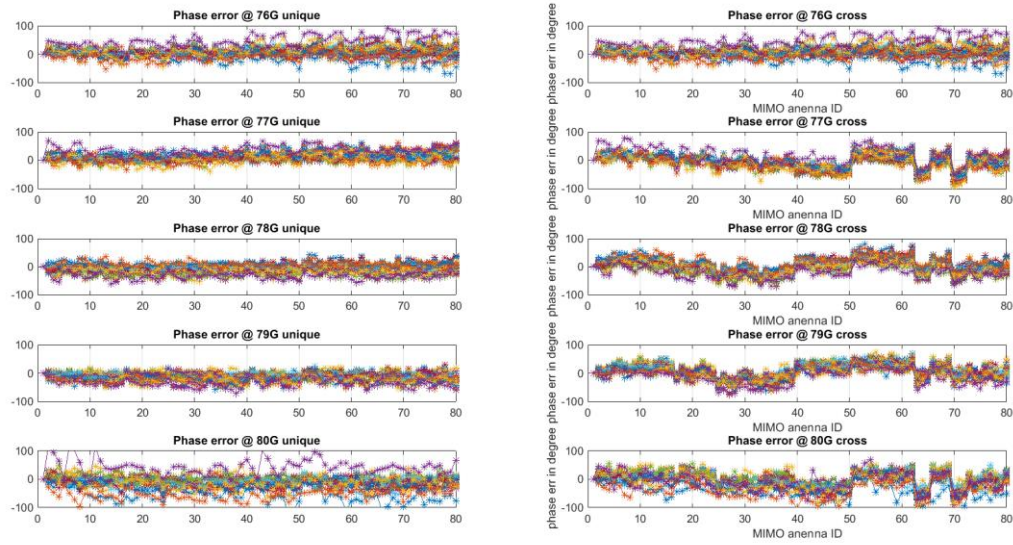 Phase error @ 76G unique
100
0
-100
0 10 20 30 40 50 60 70 80
Phase error @ 77G unique
100
0
-100
0 10 20 30 40 50 60 70 80
Phase error @ 78G unique
100
0
-100
0 10 20 30 40 50 60 70 80
Phase error @ 79G unique
100
0
-100
0 10 20 30 40 50 60 70 80
Phase error @ 80G unique
100
0
-100
0 10 20 30 40 50 60 70 80
Phase error @ 76G cross
phase err in degree
100
0
-100
0 10 20 30 40 50 60 70 80
MIMO anenna ID
Phase error @ 77G cross
phase err in degree
100
0
-100
0 10 20 30 40 50 60 70 80
MIMO anenna ID
Phase error @ 78G cross
phase err in degree
100
0
-100
0 10 20 30 40 50 60 70 80
MIMO anenna ID
Phase error @ 79G cross
phase err in degree
100
0
-100
0 10 20 30 40 50 60 70 80
MIMO anenna ID
Phase error @ 80G cross
phase err in degree
100
0
-100
0 10 20 30 40 50 60 70 80
MIMO anenna ID